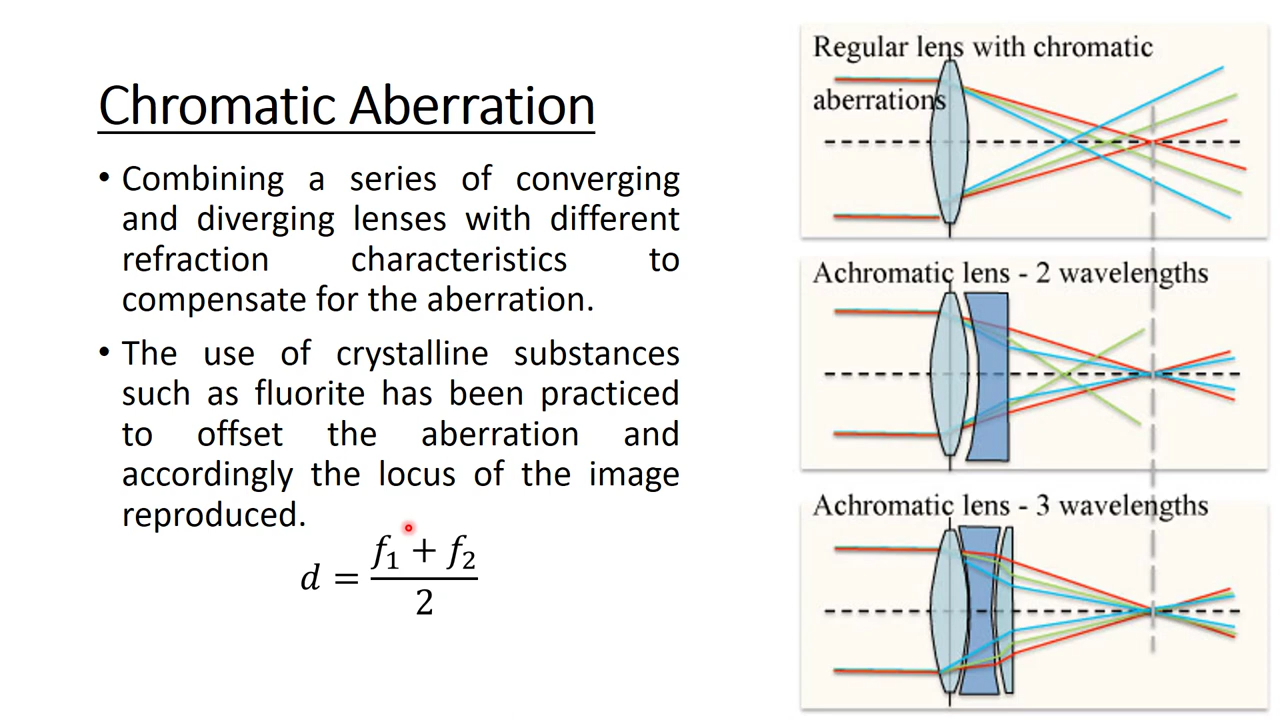 Chromatic Aberration
• Combining a series of converging
and diverging lenses with different
refraction characteristics to
compensate for the aberration.
• The use of crystalline substances
such as fluorite has been practiced
to offset the aberration and
accordingly the locus of the image
reproduced.
d = (f₁ + f₂) / 2
Regular lens with chromatic
aberrations
Achromatic lens - 2 wavelengths
Achromatic lens - 3 wavelengths